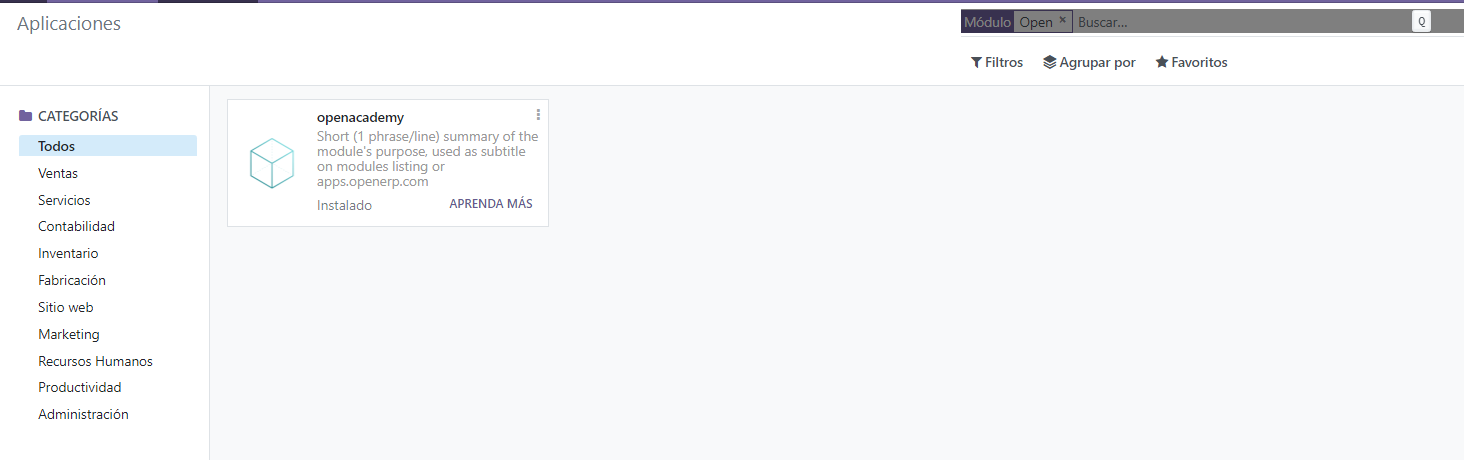 Aplicaciones
Módulo Open × Buscar... Q
Filtros Agrupar por Favoritos
CATEGORÍAS
Todos
Ventas
Servicios
Contabilidad
Inventario
Fabricación
Sitio web
Marketing
Recursos Humanos
Productividad
Administración
openacademy
Short (1 phrase/line) summary of the
module's purpose, used as subtitle
on modules listing or
apps.openerp.com
Instalado APRENDA MÁS